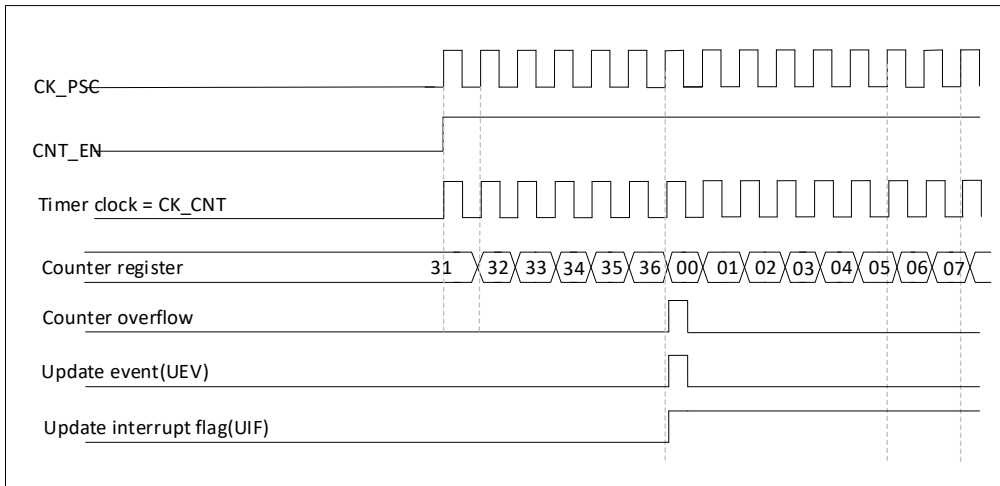 CK_PSC
CNT_EN
Timer clock = CK_CNT
Counter register 31 32 33 34 35 36 00 01 02 03 04 05 06 07
Counter overflow
Update event(UEV)
Update interrupt flag(UIF)